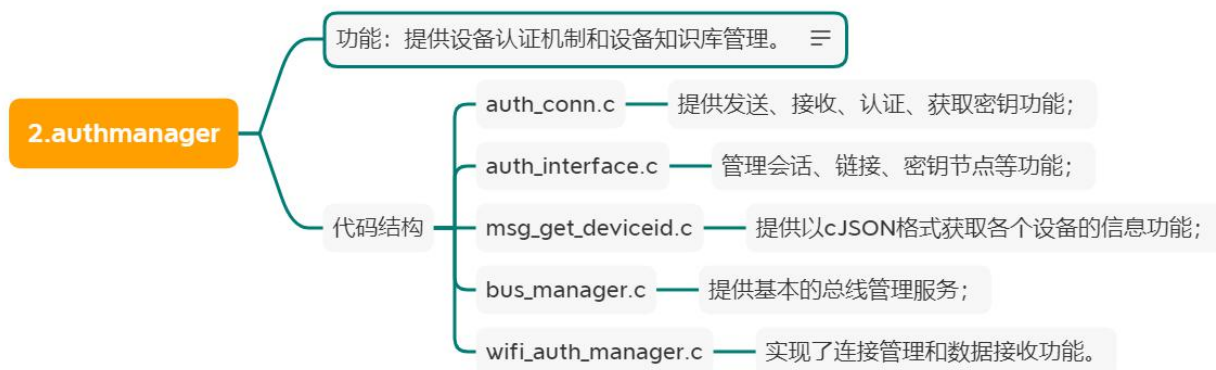 功能：提供设备认证机制和设备知识库管理。
auth_conn.c 提供发送、接收、认证、获取密钥功能；
2.authmanager
auth_interface.c 管理会话、链接、密钥节点等功能；
代码结构 msg_get_deviceid.c 提供以cJSON格式获取各个设备的信息功能；
bus_manager.c 提供基本的总线管理服务；
wifi_auth_manager.c 实现了连接管理和数据接收功能。